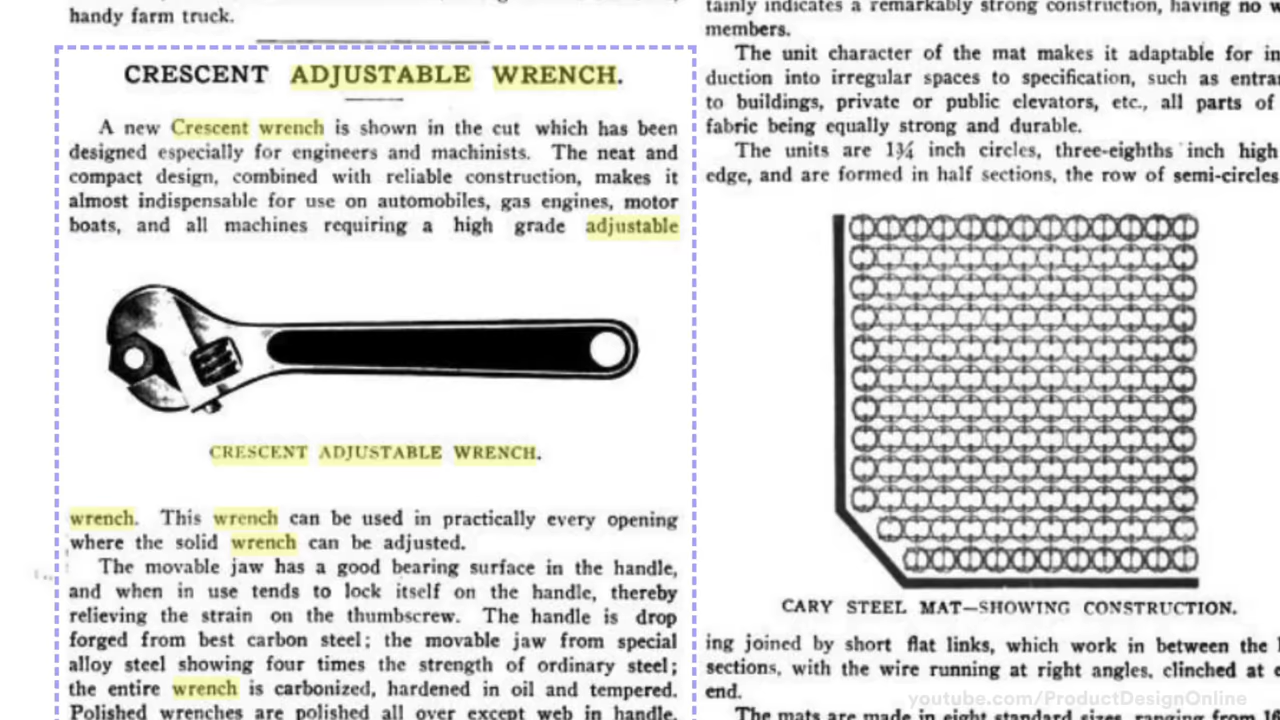 handy farm truck.
CRESCENT ADJUSTABLE WRENCH.
A new Crescent wrench is shown in the cut which has been
designed especially for engineers and machinists. The neat and
compact design, combined with reliable construction, makes it
almost indispensable for use on automobiles, gas engines, motor
boats, and all machines requiring a high grade adjustable
CRESCENT ADJUSTABLE WRENCH.
wrench. This wrench can be used in practically every opening
where the solid wrench can be adjusted.
The movable jaw has a good bearing surface in the handle,
and when in use tends to lock itself on the handle, thereby
relieving the strain on the thumbscrew. The handle is drop
forged from best carbon steel; the movable jaw from special
alloy steel showing four times the strength of ordinary steel;
the entire wrench is carbonized, hardened in oil and tempered.
Polished wrenches are polished all over except web in handle.
tainly indicates a remarkably strong construction, having no
members.
The unit character of the mat makes it adaptable for
duction into irregular spaces to specification, such as
to buildings, private or public elevators, etc., all parts of
fabric being equally strong and durable.
The units are 1¾ inch circles, three-eighths inch high
edge, and are formed in half sections, the row of semi-circles
CARY STEEL MAT—SHOWING CONSTRUCTION.
ing joined by short flat links, which work in between the
sections, with the wire running at right angles, clinched at
end.
youtube.com/ProductDesignOnline
The mats are made in eight standard sizes, ranging from